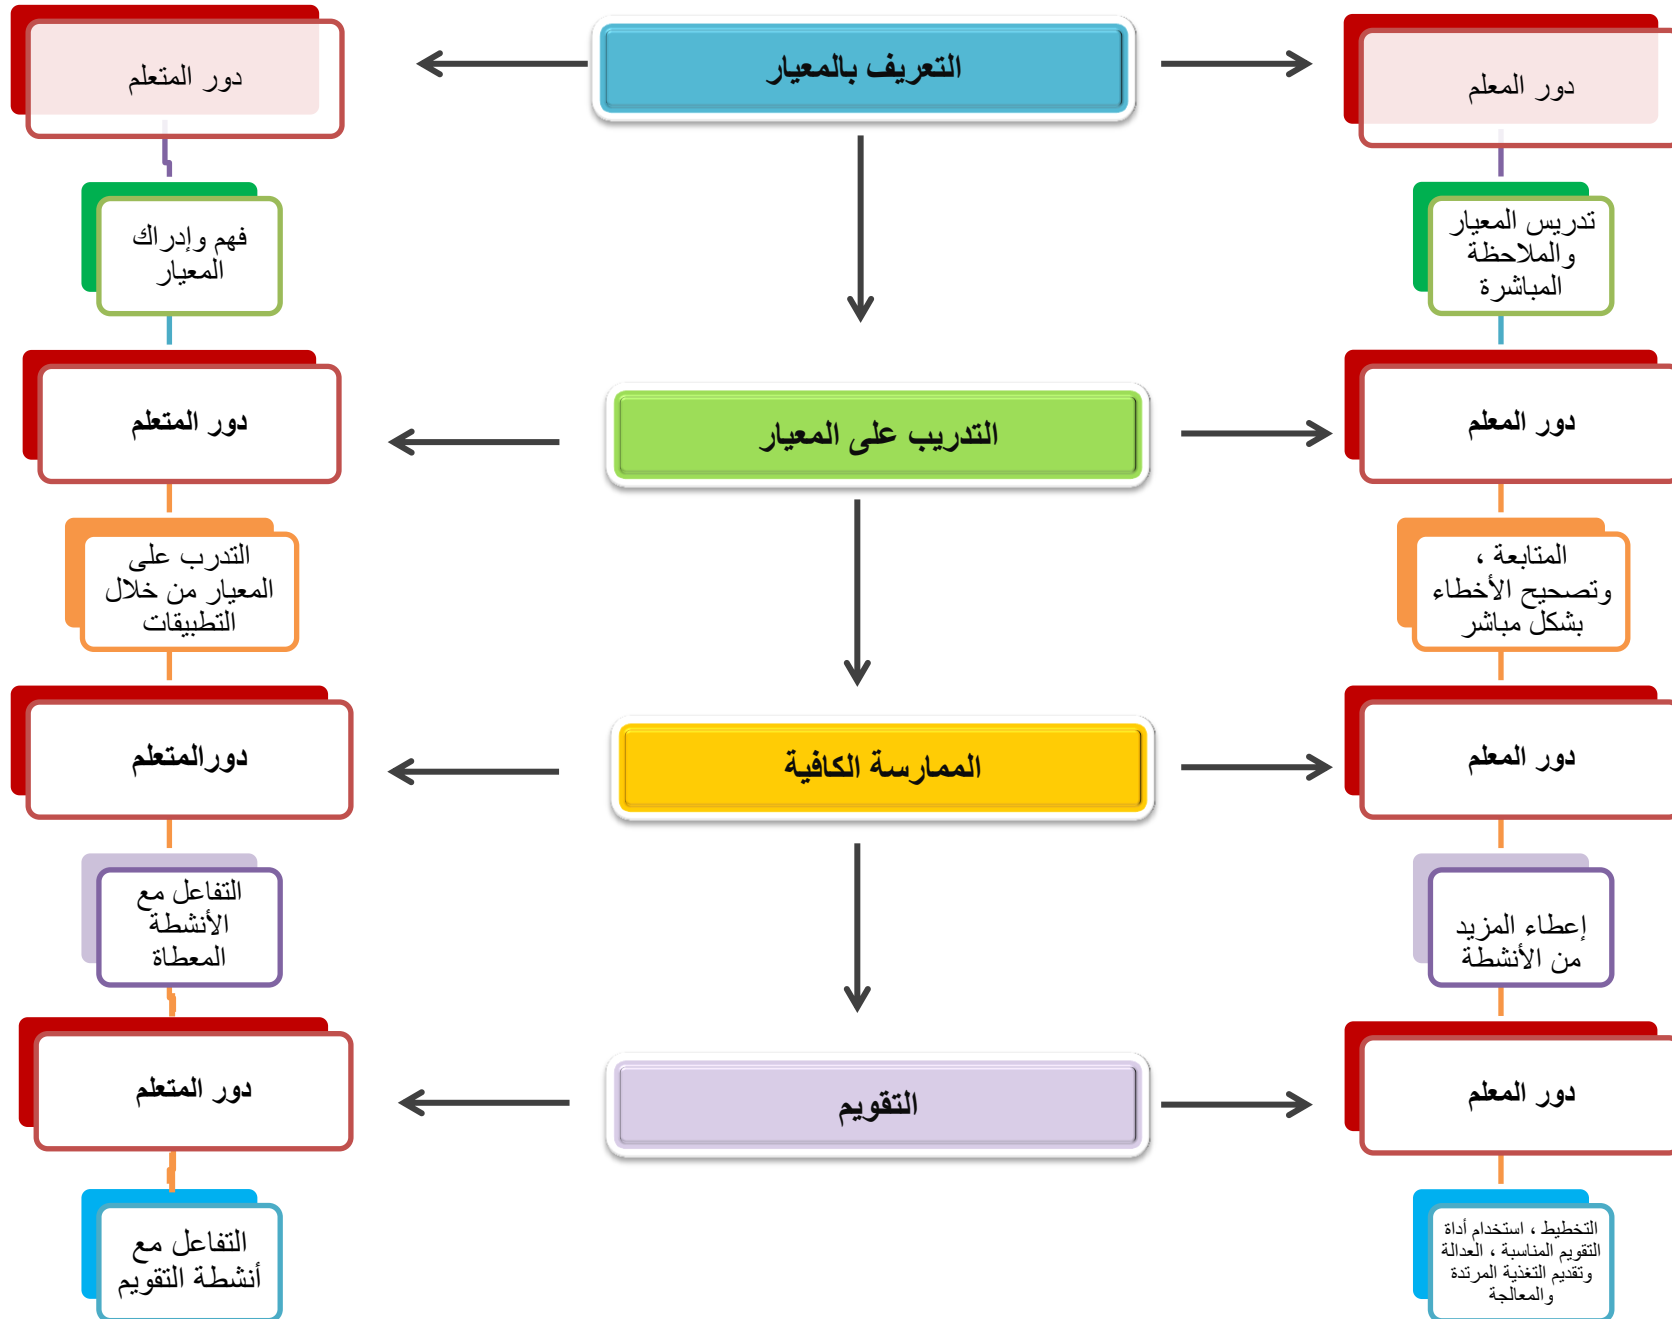 دور المعلم
التعريف بالمعيار
دور المتعلم
تدريس المعيار
والملاحظة
المباشرة
فهم وإدراك
المعيار
دور المعلم
التدريب على المعيار
دور المتعلم
المتابعة ،
وتصحيح الأخطاء
بشكل مباشر
التدرب على
المعيار من خلال
التطبيقات
دور المعلم
الممارسة الكافية
دورالمتعلم
إعطاء المزيد
من الأنشطة
التفاعل مع
الأنشطة
المعطاة
دور المعلم
التقويم
دور المتعلم
التخطيط ، استخدام أداة
التقويم المناسبة ، العدالة
وتقديم التغذية المرتدة
والمعالجة
التفاعل مع
أنشطة التقويم